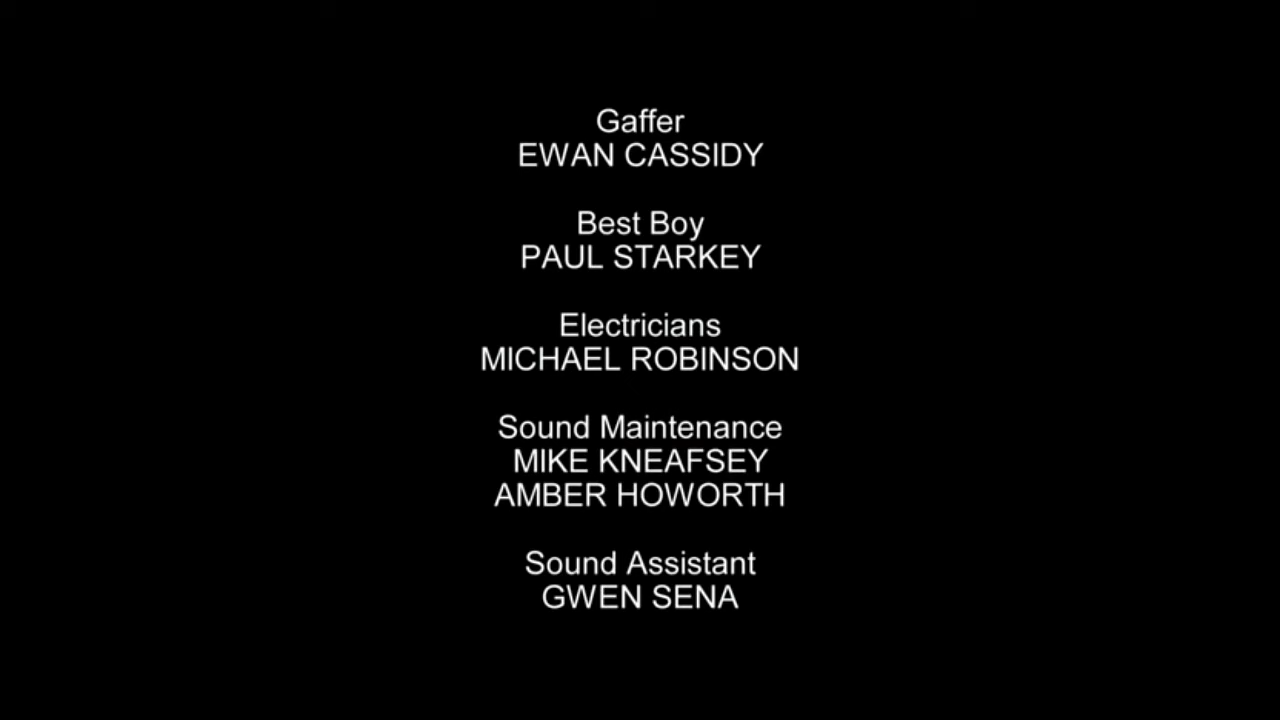 Gaffer
EWAN CASSIDY
Best Boy
PAUL STARKEY
Electricians
MICHAEL ROBINSON
Sound Maintenance
MIKE KNEAFSEY
AMBER HOWORTH
Sound Assistant
GWEN SENA